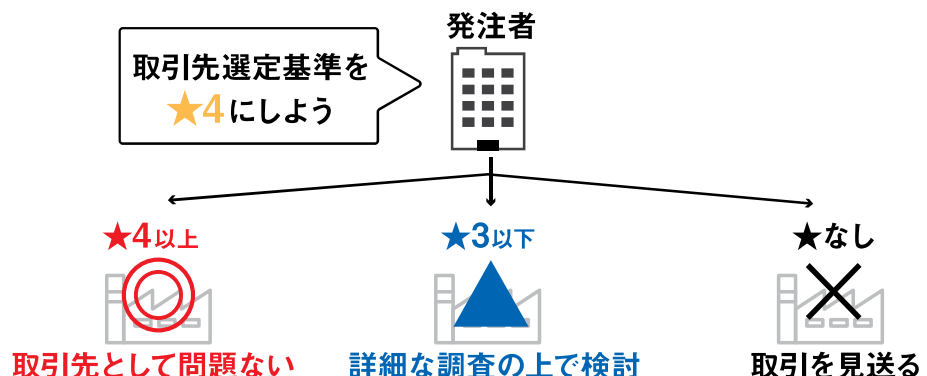 発注者
取引先選定基準を
★4にしよう
★4以上
★3以下
★なし
取引先として問題ない
詳細な調査の上で検討
取引を見送る